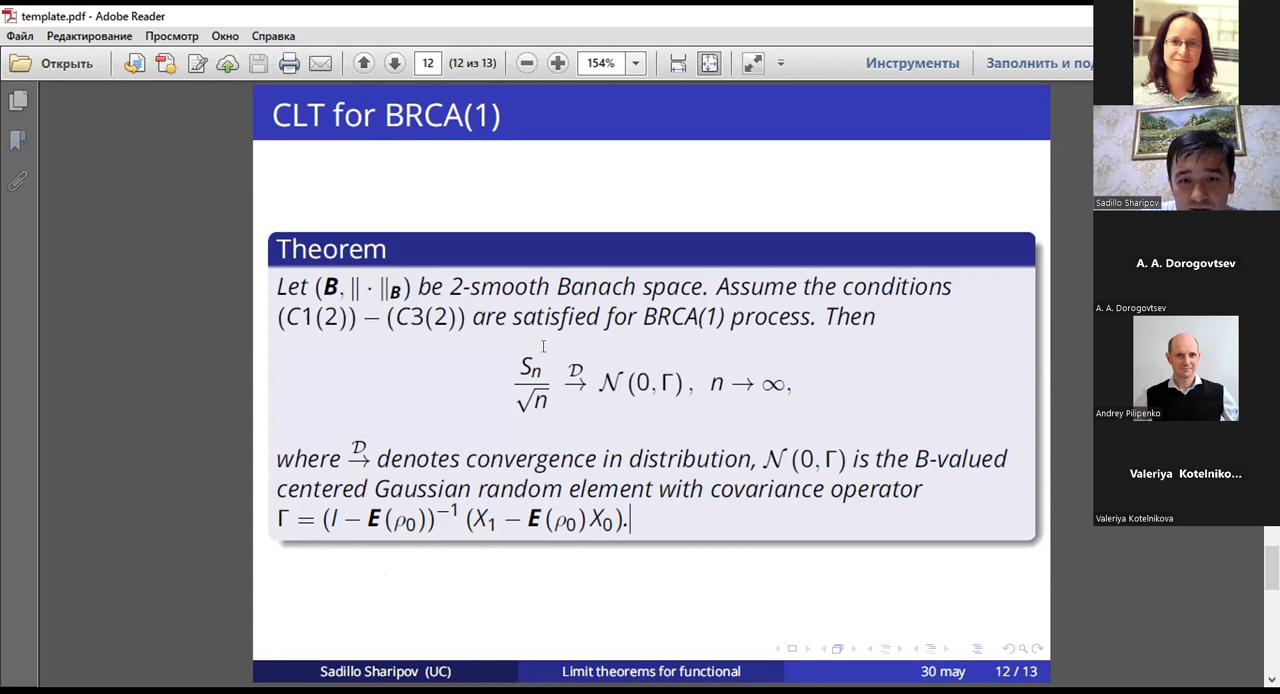 template.pdf - Adobe Reader
Файл Редактирование Просмотр Окно Справка
Открыть 12 (12 из 13) 154% Инструменты Заполнить и под
CLT for BRCA(1)
Theorem
Let (B, ‖ · ‖_B) be 2-smooth Banach space. Assume the conditions
(C1(2)) − (C3(2)) are satisfied for BRCA(1) process. Then
S_n/√n →^D N (0, Γ), n → ∞,
where →^D denotes convergence in distribution, N (0, Γ) is the B-valued
centered Gaussian random element with covariance operator
Γ = (I − E (ρ₀))⁻¹ (X₁ − E (ρ₀) X₀).
Sadillo Sharipov (UC) Limit theorems for functional 30 may 12 / 13
Sadillo Sharipov
A. A. Dorogovtsev
A. A. Dorogovtsev
Andrey Pilipenko
Valeriya Kotelniko...
Valeriya Kotelnikova